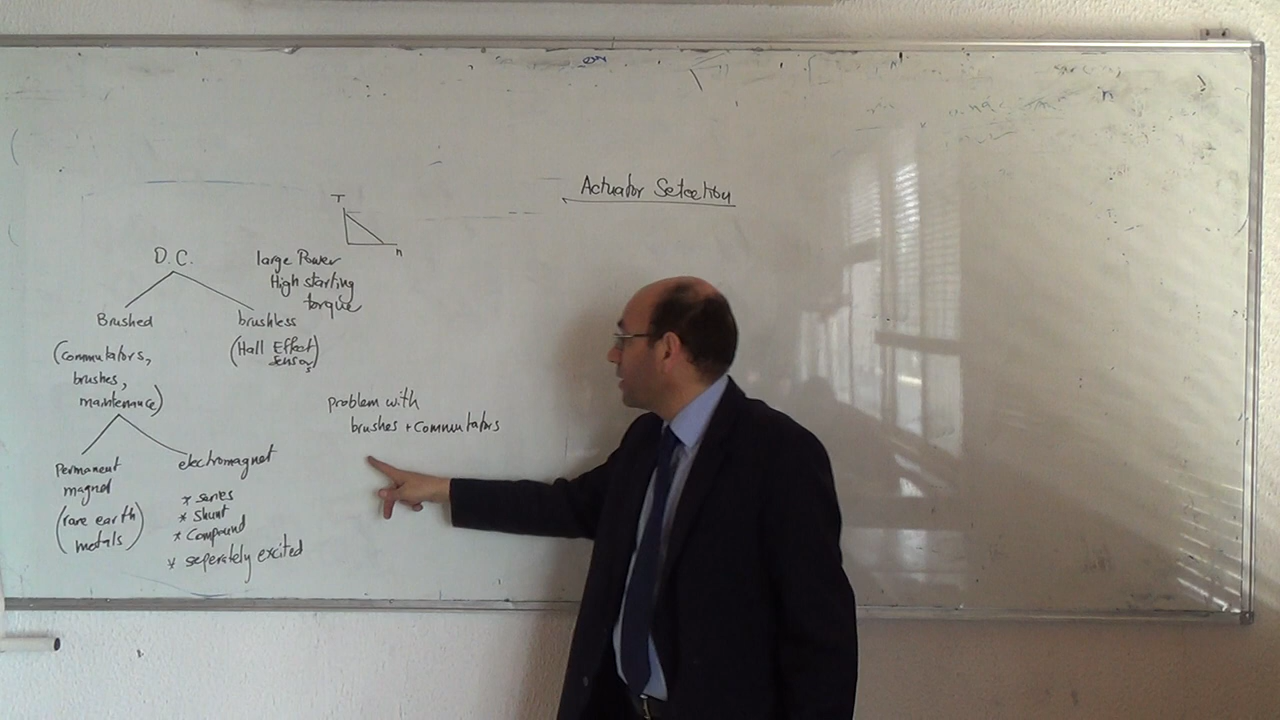 Actuator Selection
T
n
D.C.
large Power
High starting
torque
Brushed
brushless
(Commutators,
brushes,
maintenance)
(Hall Effect
sensors)
problem with
brushes + Commutators
Permanent
magnet
(rare earth
metals)
electromagnet
* series
* Shunt
* Compound
* seperately excited